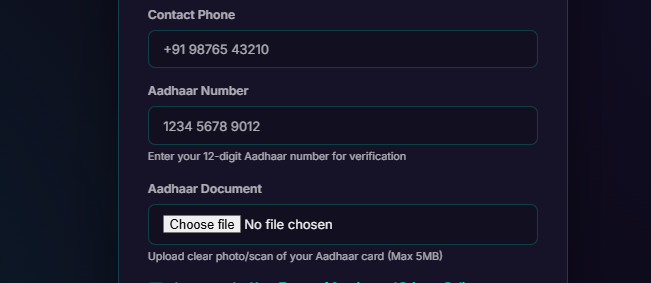 Contact Phone
+91 98765 43210
Aadhaar Number
1234 5678 9012
Enter your 12-digit Aadhaar number for verification
Aadhaar Document
Choose file No file chosen
Upload clear photo/scan of your Aadhaar card (Max 5MB)